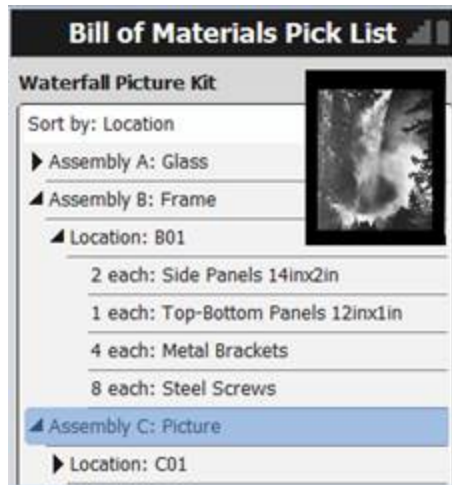 Bill of Materials Pick List
Waterfall Picture Kit
Sort by: Location
Assembly A: Glass
Assembly B: Frame
Location: B01
2 each: Side Panels 14inx2in
1 each: Top-Bottom Panels 12inx1in
4 each: Metal Brackets
8 each: Steel Screws
Assembly C: Picture
Location: C01